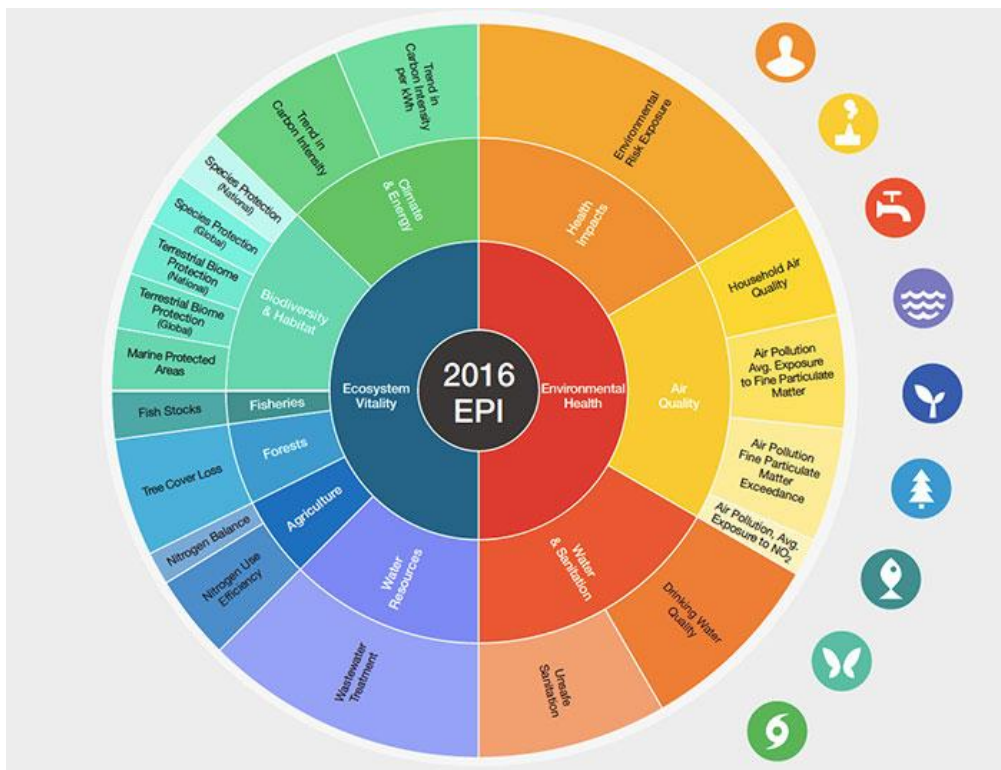 2016
EPI
Environmental
Health
Ecosystem
Vitality
Health
Impacts
Air
Quality
Water
& Sanitation
Water
Resources
Agriculture
Forests
Fisheries
Biodiversity
& Habitat
Climate
& Energy
Environmental
Risk Exposure
Household Air
Quality
Air Pollution
Avg. Exposure
to Fine Particulate
Matter
Air Pollution
Fine Particulate
Matter
Exceedance
Air Pollution, Avg.
Exposure to NO₂
Drinking Water
Quality
Unsafe
Sanitation
Wastewater
Treatment
Nitrogen Use
Efficiency
Nitrogen Balance
Tree Cover Loss
Fish Stocks
Marine Protected
Areas
Terrestrial Biome
Protection
(Global)
Terrestrial Biome
Protection
(National)
Species Protection
(Global)
Species Protection
(National)
Trend in
Carbon Intensity
Trend in
Carbon Intensity
per kWh